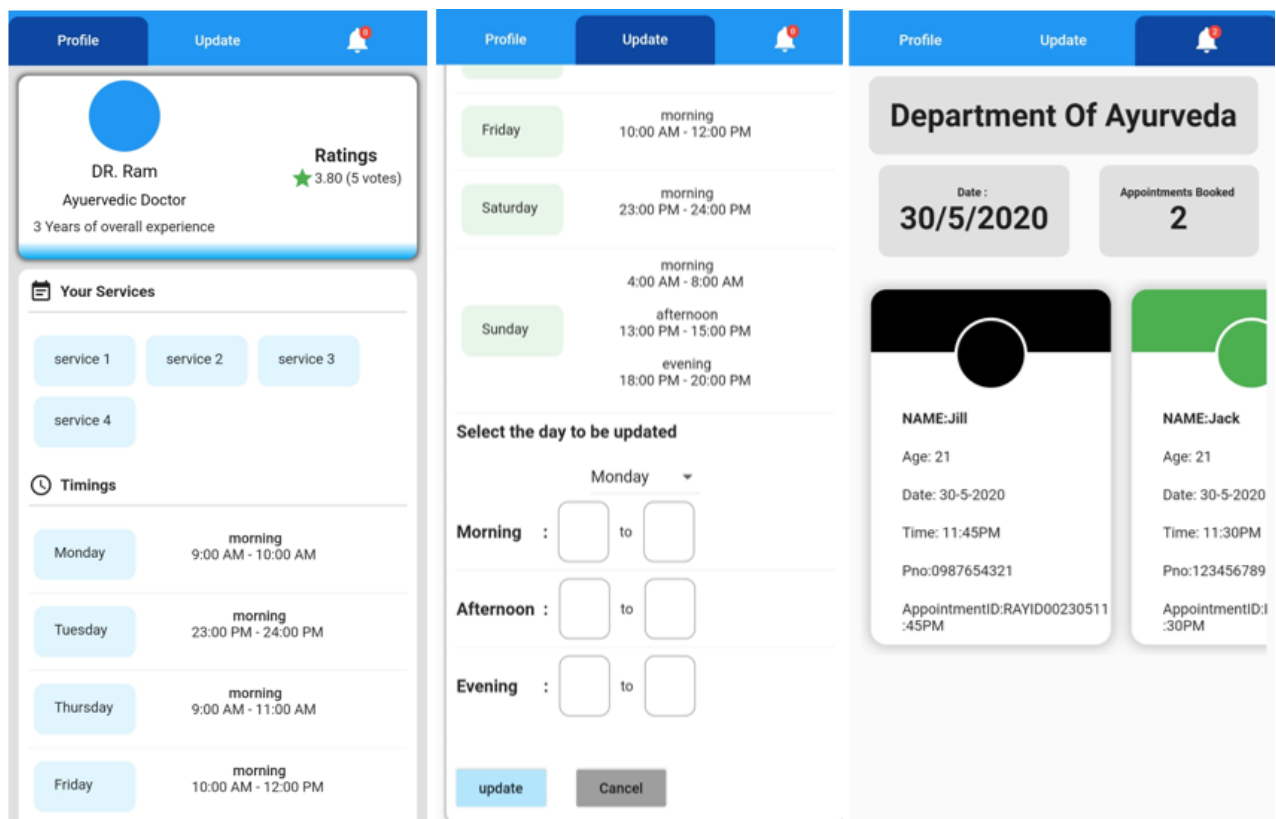 Profile Update 0
DR. Ram
Ayuervedic Doctor
3 Years of overall experience
Ratings
3.80 (5 votes)
Your Services
service 1 service 2 service 3
service 4
Timings
Monday
morning
9:00 AM - 10:00 AM
Tuesday
morning
23:00 PM - 24:00 PM
Thursday
morning
9:00 AM - 11:00 AM
Friday
morning
10:00 AM - 12:00 PM
Profile Update 0
Friday
morning
10:00 AM - 12:00 PM
Saturday
morning
23:00 PM - 24:00 PM
Sunday
morning
4:00 AM - 8:00 AM
afternoon
13:00 PM - 15:00 PM
evening
18:00 PM - 20:00 PM
Select the day to be updated
Monday
Morning : to
Afternoon : to
Evening : to
update Cancel
Profile Update 2
Department Of Ayurveda
Date :
30/5/2020
Appointments Booked
2
NAME:Jill
Age: 21
Date: 30-5-2020
Time: 11:45PM
Pno:0987654321
AppointmentID:RAYID00230511
:45PM
NAME:Jack
Age: 21
Date: 30-5-2020
Time: 11:30PM
Pno:123456789
AppointmentID:
:30PM